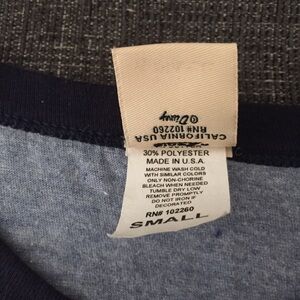 CALIFORNIA USA
RN# 102260
© Disney
30% POLYESTER
MADE IN U.S.A.
MACHINE WASH COLD
WITH SIMILAR COLORS
ONLY NON-CHORINE
BLEACH WHEN NEEDED
TUMBLE DRY LOW
REMOVE PROMPTLY
DO NOT IRON IF
DECORATED
RN# 102260
SMALL